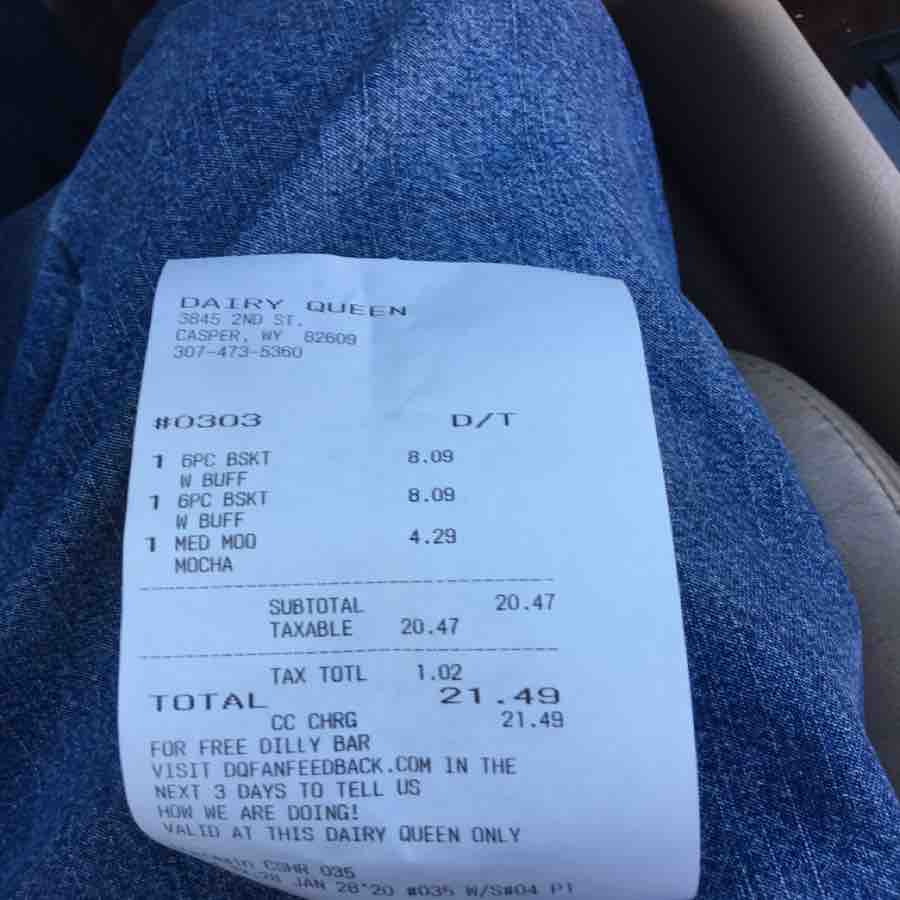 DAIRY QUEEN
3845 2ND ST.
CASPER, WY 82609
307-473-5360
#0303 D/T
1 6PC BSKT 8.09
W BUFF
1 6PC BSKT 8.09
W BUFF
1 MED MOO 4.29
MOCHA
SUBTOTAL 20.47
TAXABLE 20.47
TAX TOTL 1.02
TOTAL 21.49
CC CHRG 21.49
FOR FREE DILLY BAR
VISIT DQFANFEEDBACK.COM IN THE
NEXT 3 DAYS TO TELL US
HOW WE ARE DOING!
VALID AT THIS DAIRY QUEEN ONLY
CSHR 035
JAN 28'20 #035 W/S#04